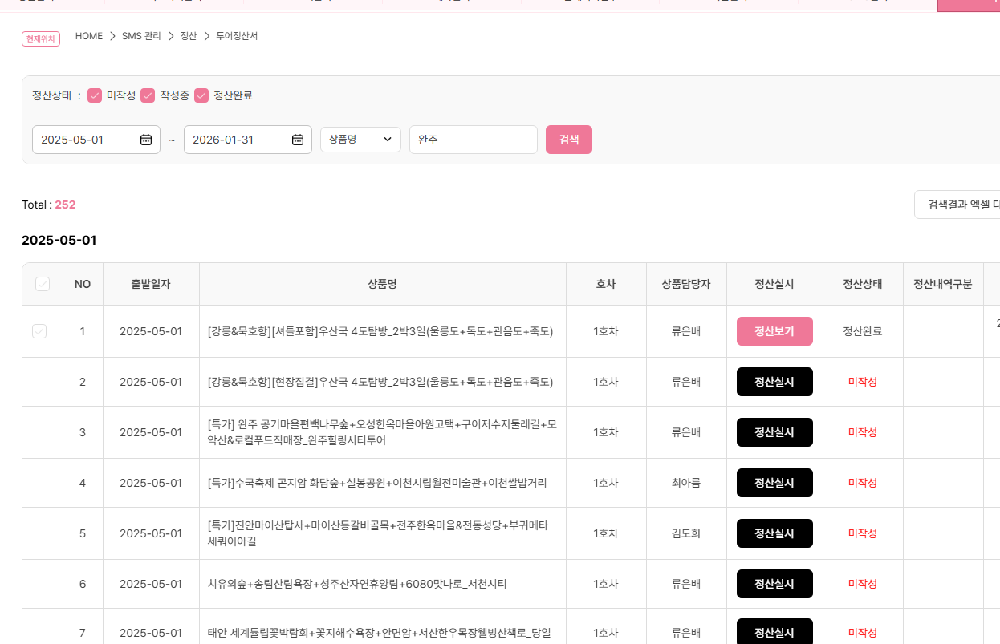 현재위치 HOME > SMS 관리 > 정산 > 투어정산서
정산상태 : 미작성 작성중 정산완료
2025-05-01 ~ 2026-01-31 상품명 완주 검색
Total : 252
검색결과 엑셀
2025-05-01
NO 출발일자 상품명 호차 상품담당자 정산실시 정산상태 정산내역구분
1 2025-05-01 [강릉&묵호항][셔틀포함]우산국 4도탐방_2박3일(울릉도+독도+관음도+죽도) 1호차 류은배 정산보기 정산완료
2 2025-05-01 [강릉&묵호항][현장집결]우산국 4도탐방_2박3일(울릉도+독도+관음도+죽도) 1호차 류은배 정산실시 미작성
3 2025-05-01 [특가] 완주 공기마을편백나무숲+오성한옥마을아원고택+구이저수지둘레길+모
악산&로컬푸드직매장_완주힐링시티투어 1호차 류은배 정산실시 미작성
4 2025-05-01 [특가]수국축제 곤지암 화담숲+설봉공원+이천시립월전미술관+이천쌀밥거리 1호차 최아름 정산실시 미작성
5 2025-05-01 [특가]진안마이산탑사+마이산등갈비골목+전주한옥마을&전동성당+부귀메타
세쿼이아길 1호차 김도희 정산실시 미작성
6 2025-05-01 치유의숲+송림산림욕장+성주산자연휴양림+6080맛나로_서천시티 1호차 류은배 정산실시 미작성
7 2025-05-01 태안 세계튤립꽃박람회+꽃지해수욕장+안면암+서산한우목장웰빙산책로_당일 1호차 류은배 정산실시 미작성